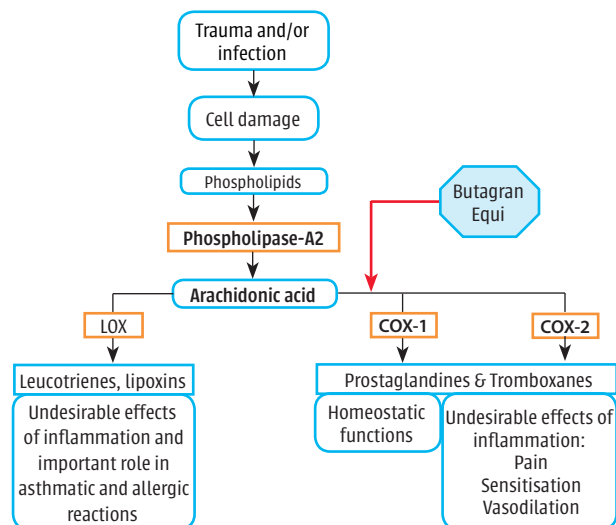 Trauma and/or
infection
Cell damage
Phospholipids
Butagran
Equi
Phospholipase-A2
Arachidonic acid
LOX
COX-1
COX-2
Leucotrienes, lipoxins
Undesirable effects
of inflammation and
important role in
asthmatic and allergic
reactions
Prostaglandines & Tromboxanes
Homeostatic
functions
Undesirable effects of
inflammation:
Pain
Sensitisation
Vasodilation